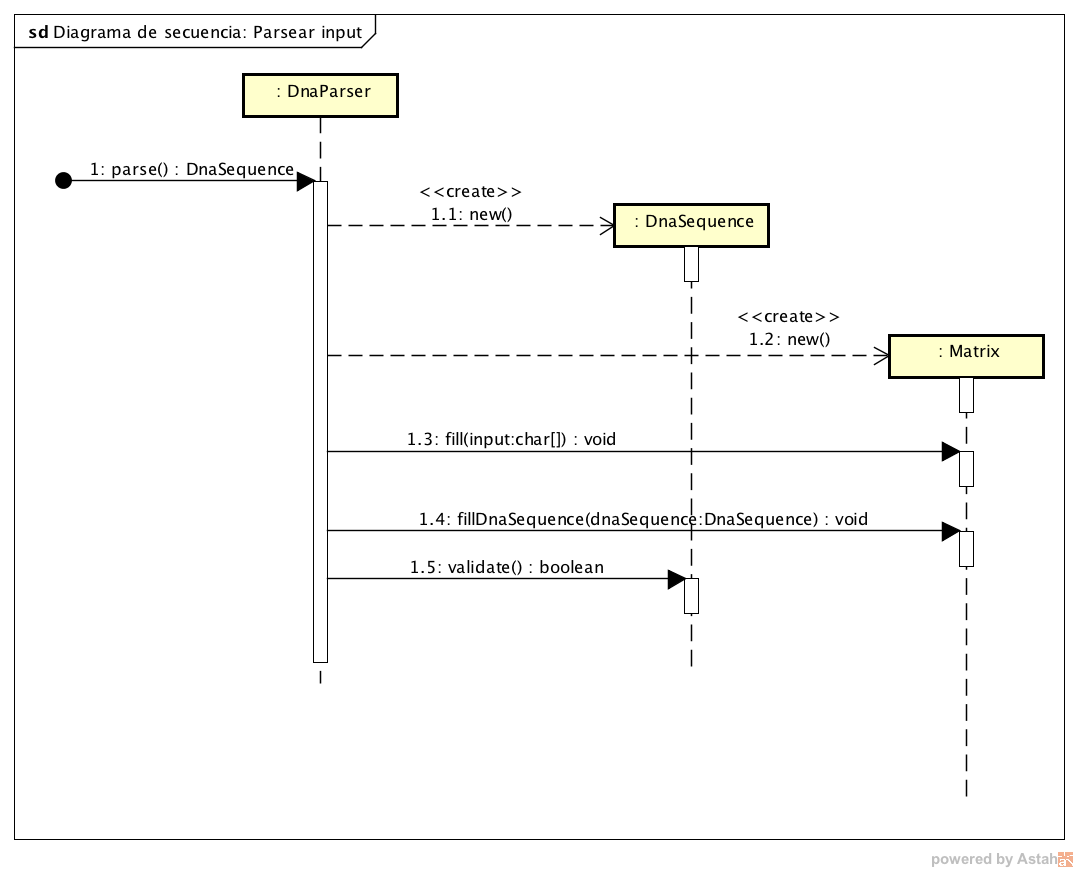 sd Diagrama de secuencia: Parsear input
: DnaParser
1: parse() : DnaSequence
<<create>>
1.1: new()
: DnaSequence
<<create>>
1.2: new()
: Matrix
1.3: fill(input:char[]) : void
1.4: fillDnaSequence(dnaSequence:DnaSequence) : void
1.5: validate() : boolean
powered by Astah